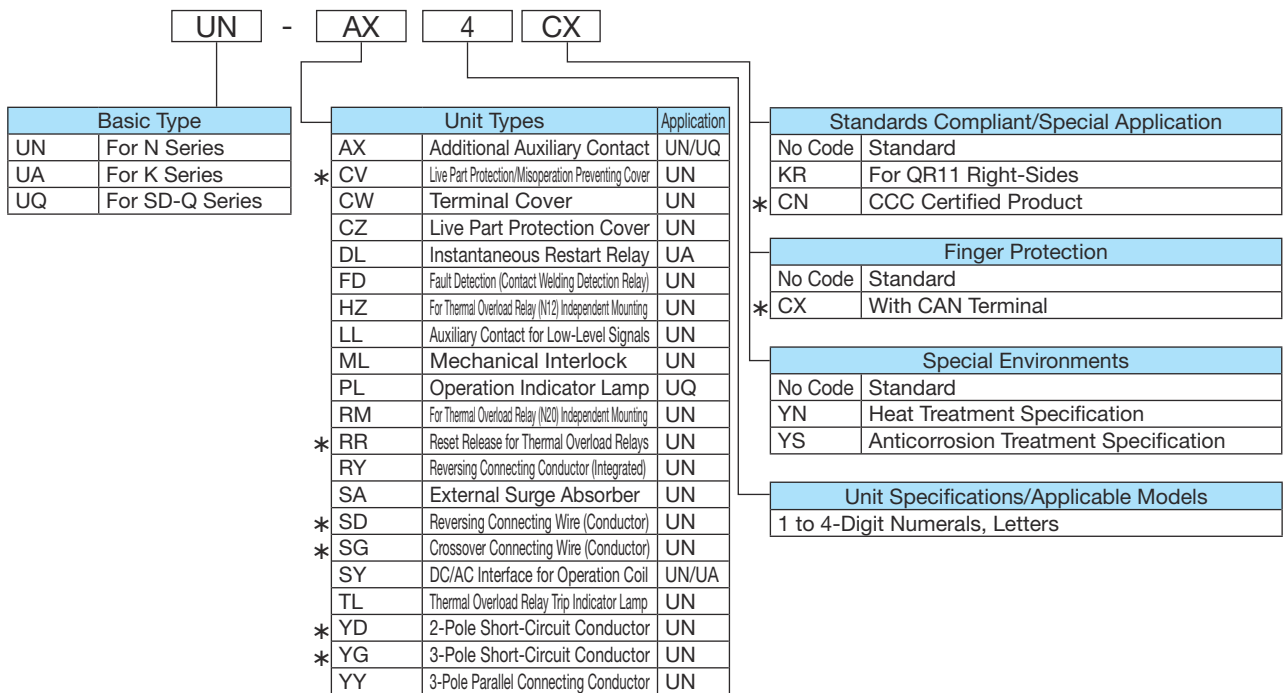 UN - AX 4 CX
Basic Type
UN For N Series
UA For K Series
UQ For SD-Q Series
Unit Types Application
AX Additional Auxiliary Contact UN/UQ
* CV Live Part Protection/Misoperation Preventing Cover UN
CW Terminal Cover UN
CZ Live Part Protection Cover UN
DL Instantaneous Restart Relay UA
FD Fault Detection (Contact Welding Detection Relay) UN
HZ For Thermal Overload Relay (N12) Independent Mounting UN
LL Auxiliary Contact for Low-Level Signals UN
ML Mechanical Interlock UN
PL Operation Indicator Lamp UQ
RM For Thermal Overload Relay (N20) Independent Mounting UN
* RR Reset Release for Thermal Overload Relays UN
RY Reversing Connecting Conductor (Integrated) UN
SA External Surge Absorber UN
* SD Reversing Connecting Wire (Conductor) UN
* SG Crossover Connecting Wire (Conductor) UN
SY DC/AC Interface for Operation Coil UN/UA
TL Thermal Overload Relay Trip Indicator Lamp UN
* YD 2-Pole Short-Circuit Conductor UN
* YG 3-Pole Short-Circuit Conductor UN
YY 3-Pole Parallel Connecting Conductor UN
Standards Compliant/Special Application
No Code Standard
KR For QR11 Right-Sides
* CN CCC Certified Product
Finger Protection
No Code Standard
* CX With CAN Terminal
Special Environments
No Code Standard
YN Heat Treatment Specification
YS Anticorrosion Treatment Specification
Unit Specifications/Applicable Models
1 to 4-Digit Numerals, Letters